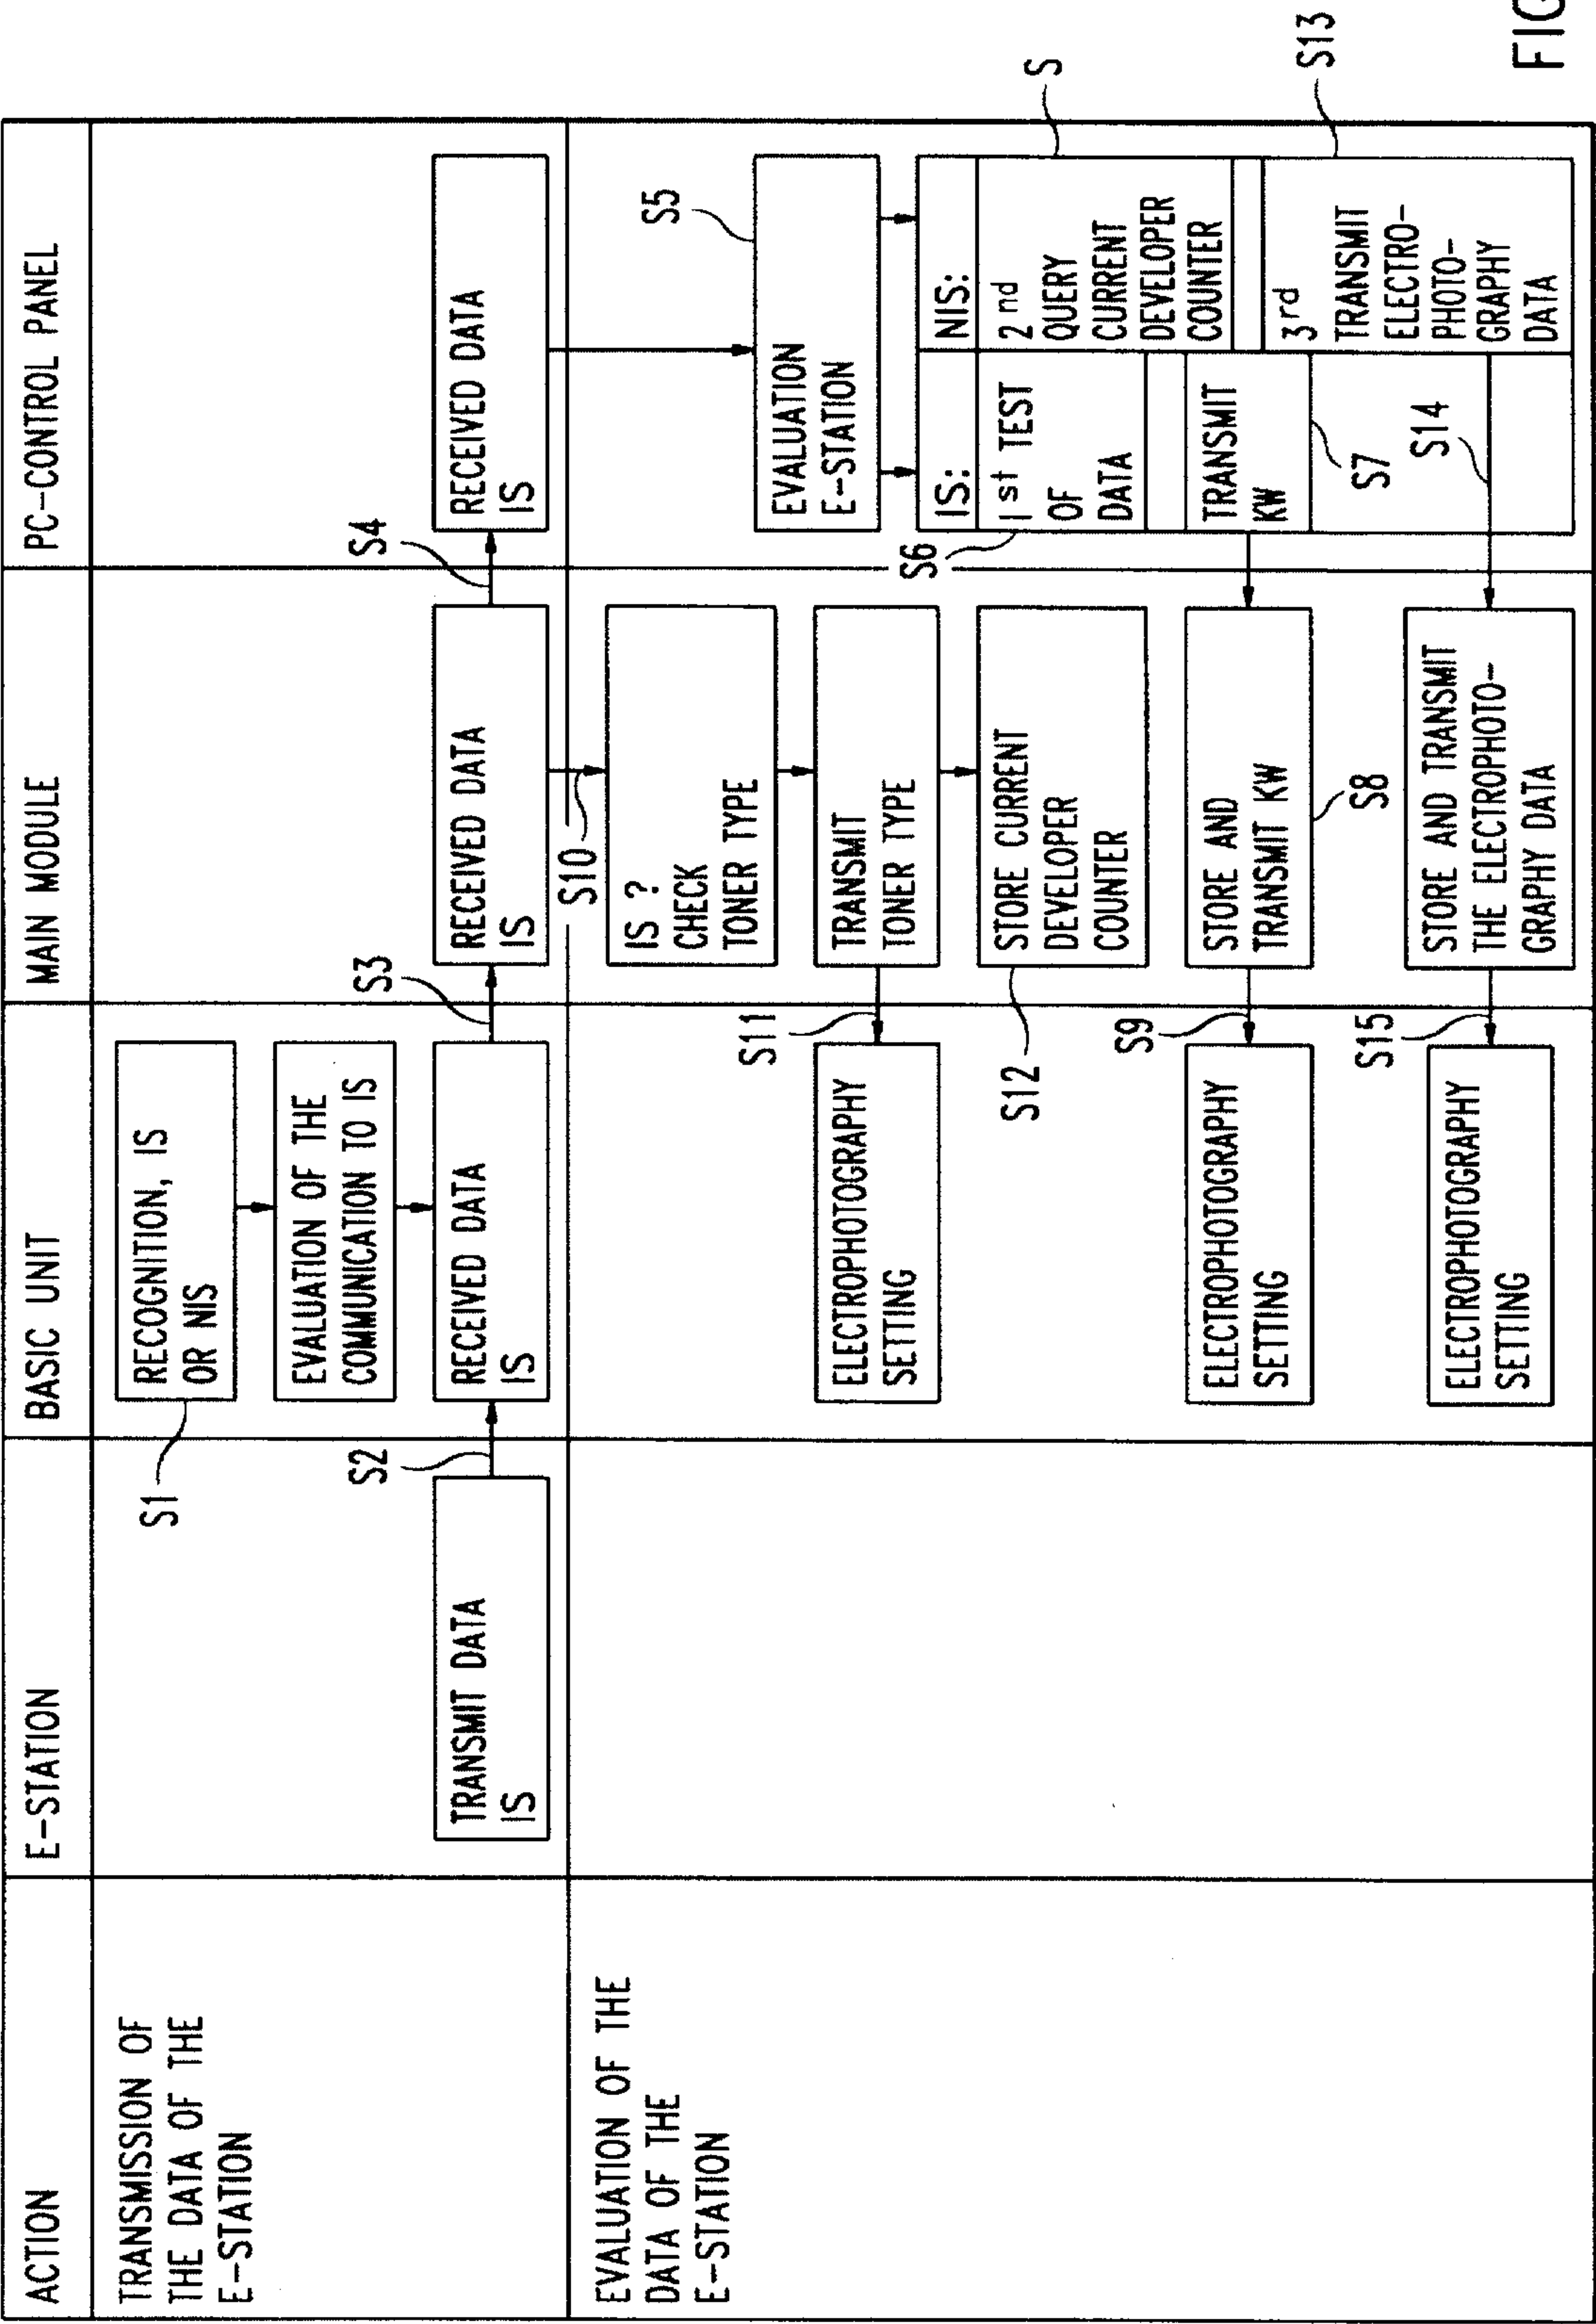 ACTION
E-STATION
BASIC UNIT
MAIN MODULE
PC-CONTROL PANEL
TRANSMISSION OF
THE DATA OF THE
E-STATION
S1
RECOGNITION, IS
OR NIS
EVALUATION OF THE
COMMUNICATION TO IS
TRANSMIT DATA
IS
S2
RECEIVED DATA
IS
S3
RECEIVED DATA
IS
S4
RECEIVED DATA
IS
EVALUATION OF THE
DATA OF THE
E-STATION
S10
IS ?
CHECK
TONER TYPE
S5
EVALUATION
E-STATION
S11
ELECTROPHOTOGRAPHY
SETTING
TRANSMIT
TONER TYPE
S12
STORE CURRENT
DEVELOPER
COUNTER
S6
IS:
1st TEST
OF
DATA
NIS:
2nd
QUERY
CURRENT
DEVELOPER
COUNTER
S
S9
ELECTROPHOTOGRAPHY
SETTING
STORE AND
TRANSMIT KW
S8
TRANSMIT
KW
S7
3rd
TRANSMIT
ELECTRO-
PHOTO-
GRAPHY
DATA
S13
S15
ELECTROPHOTOGRAPHY
SETTING
STORE AND TRANSMIT
THE ELECTROPHOTO-
GRAPHY DATA
S14